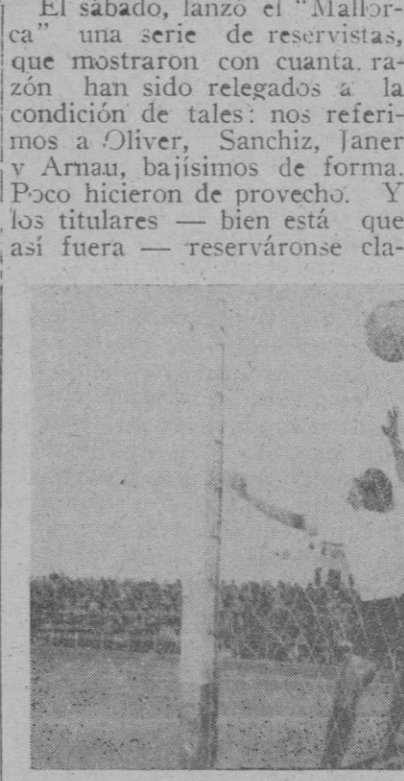 El sábado, lanzó el "Mallor-
ca" una serie de reservistas,
que mostraron con cuanta ra-
zón han sido relegados a la
condición de tales: nos referi-
mos a Oliver, Sanchiz, Janer
y Arnau, bajísimos de forma.
Poco hicieron de provecho. Y
los titulares — bien está que
así fuera — reserváronse cla-